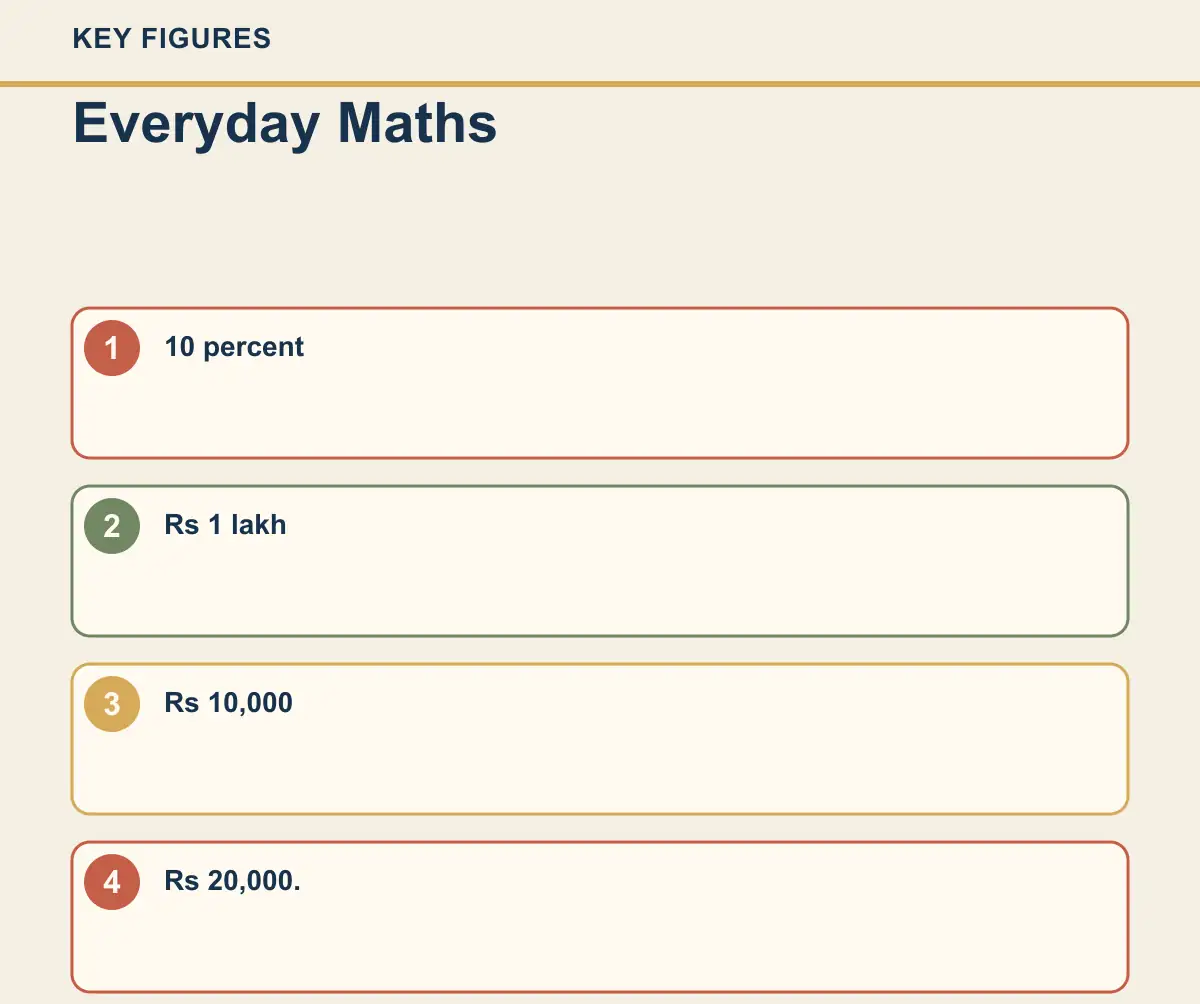 KEY FIGURES
Everyday Maths
1 10 percent
2 Rs 1 lakh
3 Rs 10,000
4 Rs 20,000.